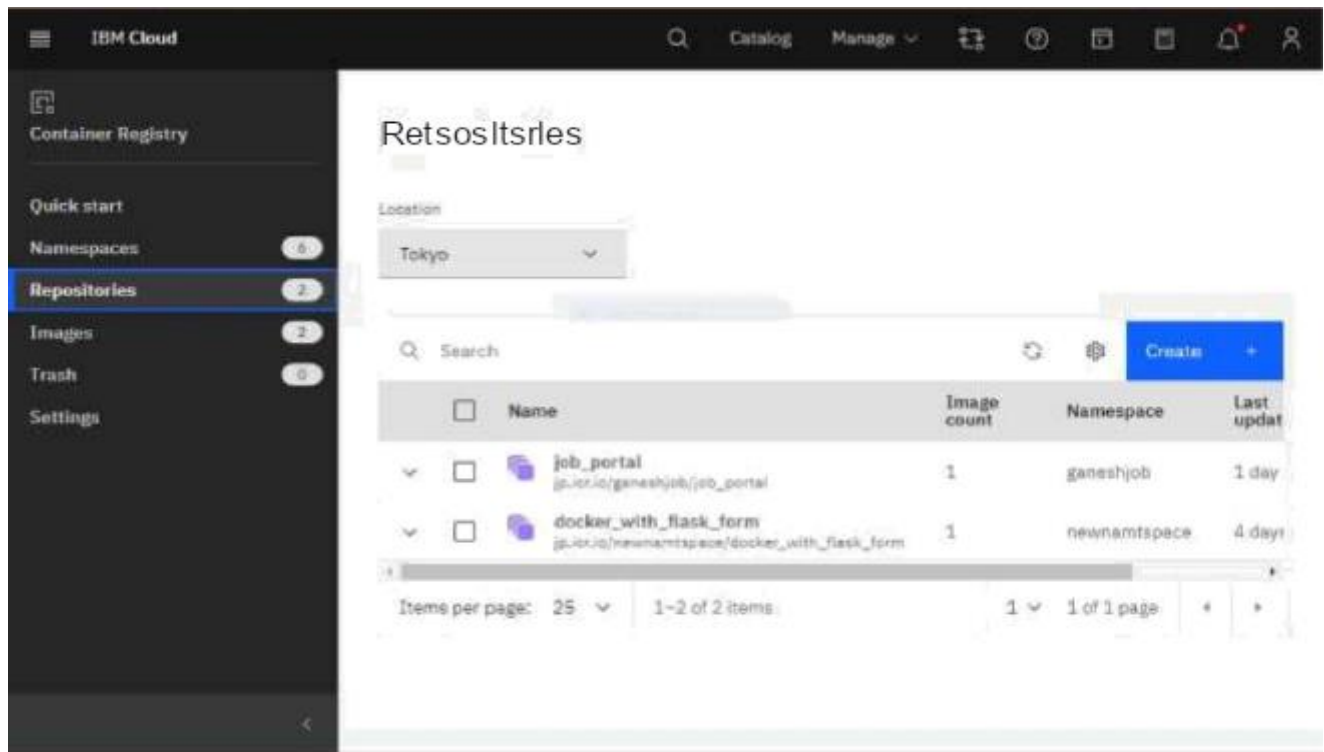 IBM Cloud
Catalog Manage
Container Registry
Quick start
Namespaces 6
Repositories 2
Images 2
Trash 0
Settings
RetsosItsrles
Location
Tokyo
Search
Create +
Name Image count Namespace Last updat
job_portal 1 ganeshjob 1 day
jp.icr.io/ganeshjob/job_portal
docker_with_flask_form 1 newnamtspace 4 days
jp.icr.io/newnamtspace/docker_with_flask_form
Items per page: 25 1–2 of 2 items 1 1 of 1 page